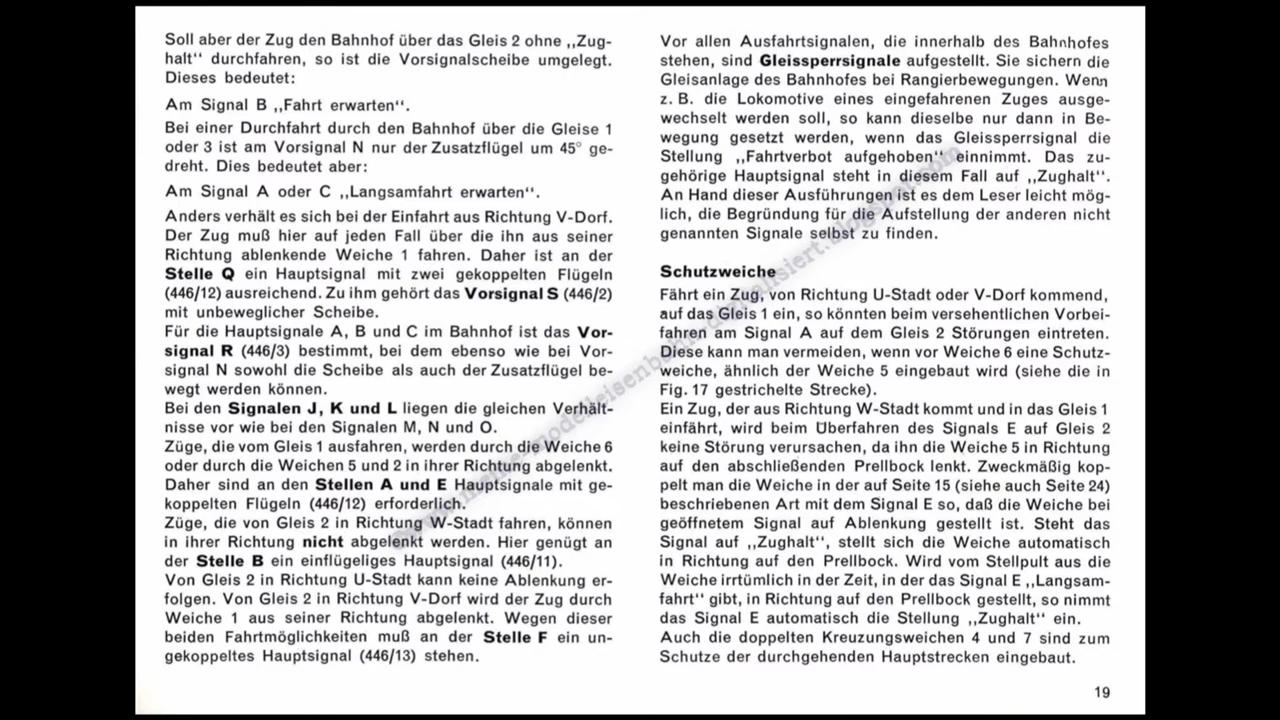 Soll aber der Zug den Bahnhof über das Gleis 2 ohne ,,Zug-
halt“ durchfahren, so ist die Vorsignalscheibe umgelegt.
Dieses bedeutet:
Am Signal B ,,Fahrt erwarten“.
Bei einer Durchfahrt durch den Bahnhof über die Gleise 1
oder 3 ist am Vorsignal N nur der Zusatzflügel um 45° ge-
dreht. Dies bedeutet aber:
Am Signal A oder C ,,Langsamfahrt erwarten“.
Anders verhält es sich bei der Einfahrt aus Richtung V-Dorf.
Der Zug muß hier auf jeden Fall über die ihn aus seiner
Richtung ablenkende Weiche 1 fahren. Daher ist an der
Stelle Q ein Hauptsignal mit zwei gekoppelten Flügeln
(446/12) ausreichend. Zu ihm gehört das Vorsignal S (446/2)
mit unbeweglicher Scheibe.
Für die Hauptsignale A, B und C im Bahnhof ist das Vor-
signal R (446/3) bestimmt, bei dem ebenso wie bei Vor-
signal N sowohl die Scheibe als auch der Zusatzflügel be-
wegt werden können.
Bei den Signalen J, K und L liegen die gleichen Verhält-
nisse vor wie bei den Signalen M, N und O.
Züge, die vom Gleis 1 ausfahren, werden durch die Weiche 6
oder durch die Weichen 5 und 2 in ihrer Richtung abgelenkt.
Daher sind an den Stellen A und E Hauptsignale mit ge-
koppelten Flügeln (446/12) erforderlich.
Züge, die von Gleis 2 in Richtung W-Stadt fahren, können
in ihrer Richtung nicht abgelenkt werden. Hier genügt an
der Stelle B ein einflügeliges Hauptsignal (446/11).
Von Gleis 2 in Richtung U-Stadt kann keine Ablenkung er-
folgen. Von Gleis 2 in Richtung V-Dorf wird der Zug durch
Weiche 1 aus seiner Richtung abgelenkt. Wegen dieser
beiden Fahrtmöglichkeiten muß an der Stelle F ein un-
gekoppeltes Hauptsignal (446/13) stehen.
Vor allen Ausfahrtsignalen, die innerhalb des Bahnhofes
stehen, sind Gleissperrsignale aufgestellt. Sie sichern die
Gleisanlage des Bahnhofes bei Rangierbewegungen. Wenn
z. B. die Lokomotive eines eingefahrenen Zuges ausge-
wechselt werden soll, so kann dieselbe nur dann in Be-
wegung gesetzt werden, wenn das Gleissperrsignal die
Stellung ,,Fahrtverbot aufgehoben“ einnimmt. Das zu-
gehörige Hauptsignal steht in diesem Fall auf ,,Zughalt“.
An Hand dieser Ausführungen ist es dem Leser leicht mög-
lich, die Begründung für die Aufstellung der anderen nicht
genannten Signale selbst zu finden.
Schutzweiche
Fährt ein Zug, von Richtung U-Stadt oder V-Dorf kommend,
auf das Gleis 1 ein, so könnten beim versehentlichen Vorbei-
fahren am Signal A auf dem Gleis 2 Störungen eintreten.
Diese kann man vermeiden, wenn vor Weiche 6 eine Schutz-
weiche, ähnlich der Weiche 5 eingebaut wird (siehe die in
Fig. 17 gestrichelte Strecke).
Ein Zug, der aus Richtung W-Stadt kommt und in das Gleis 1
einfährt, wird beim Überfahren des Signals E auf Gleis 2
keine Störung verursachen, da ihn die Weiche 5 in Richtung
auf den abschließenden Prellbock lenkt. Zweckmäßig kop-
pelt man die Weiche in der auf Seite 15 (siehe auch Seite 24)
beschriebenen Art mit dem Signal E so, daß die Weiche bei
geöffnetem Signal auf Ablenkung gestellt ist. Steht das
Signal auf ,,Zughalt“, stellt sich die Weiche automatisch
in Richtung auf den Prellbock. Wird vom Stellpult aus die
Weiche irrtümlich in der Zeit, in der das Signal E ,,Langsam-
fahrt“ gibt, in Richtung auf den Prellbock gestellt, so nimmt
das Signal E automatisch die Stellung ,,Zughalt“ ein.
Auch die doppelten Kreuzungsweichen 4 und 7 sind zum
Schutze der durchgehenden Hauptstrecken eingebaut.
19